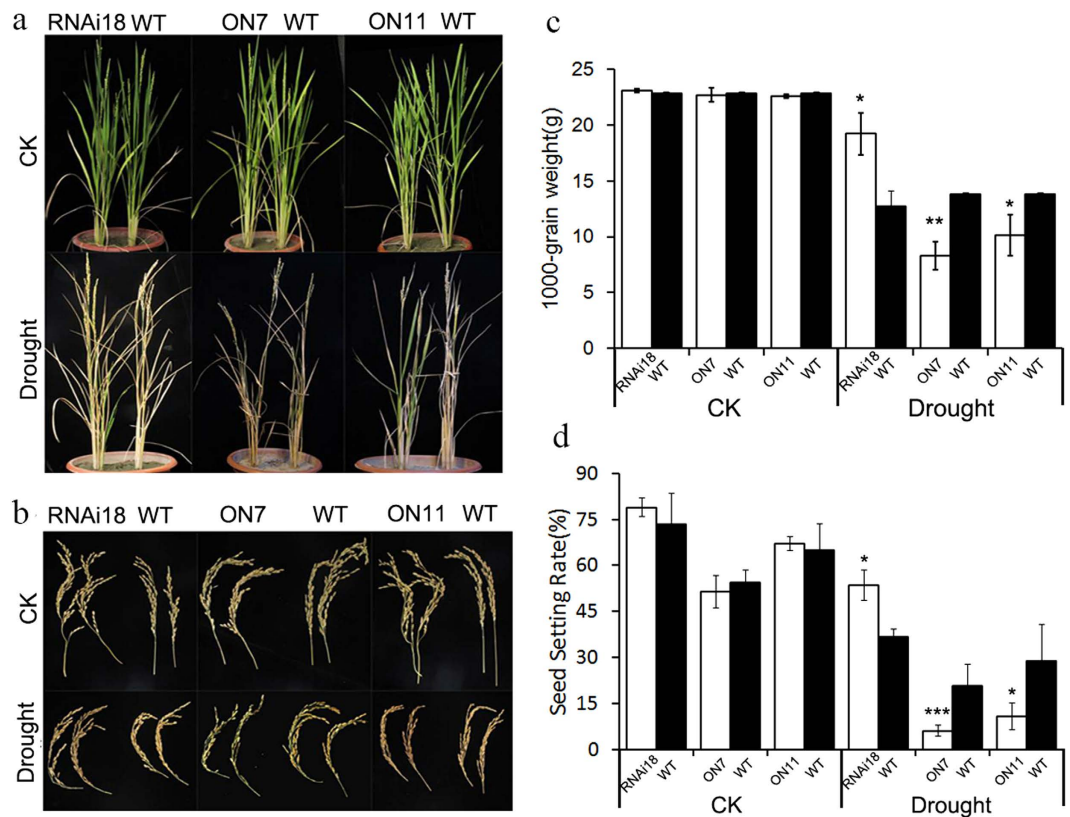 a
RNAi18 WT ON7 WT ON11 WT
CK
Drought
b
RNAi18 WT ON7 WT ON11 WT
CK
Drought
c
1000-grain weight(g)
25
20
15
10
5
0
* ** *
RNAi18 WT ON7 WT ON11 WT RNAi18 WT ON7 WT ON11 WT
CK Drought
d
Seed Setting Rate(%)
90
75
60
45
30
15
0
* *** *
RNAi18 WT ON7 WT ON11 WT RNAi18 WT ON7 WT ON11 WT
CK Drought